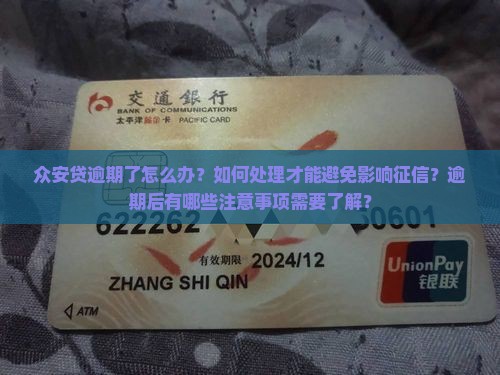 交通銀行
BANK OF COMMUNICATIONS
太平洋 卡 PACIFIC CARD
众安贷逾期了怎么办？如何处理才能避免影响征信？逾
期后有哪些注意事项需要了解？
622262 60601
有效期限 2024/12
ZHANG SHI QIN
UnionPay
银联
ATM